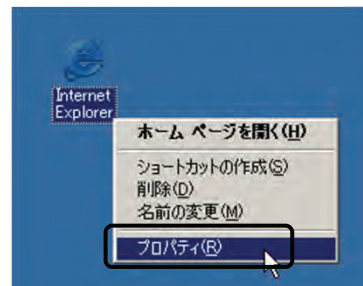 Internet
Explorer
ホーム ページを開く(H)
ショートカットの作成(S)
削除(D)
名前の変更(M)
プロパティ(R)